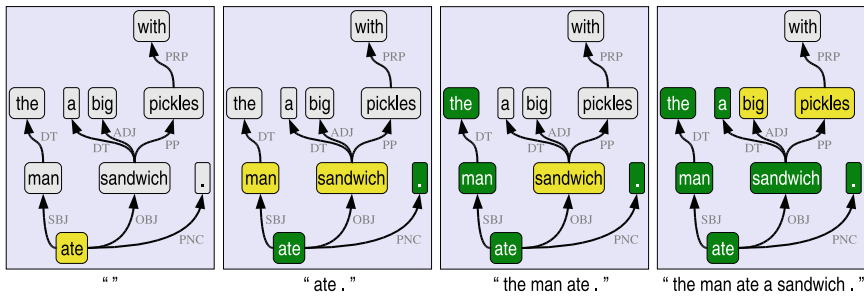 with
PRP
the a big pickles
DT DT ADJ PP
man sandwich .
SBJ OBJ PNC
ate
“ ”
with
PRP
the a big pickles
DT DT ADJ PP
man sandwich .
SBJ OBJ PNC
ate
“ ate . ”
with
PRP
the a big pickles
DT DT ADJ PP
man sandwich .
SBJ OBJ PNC
ate
“ the man ate . ”
with
PRP
the a big pickles
DT DT ADJ PP
man sandwich .
SBJ OBJ PNC
ate
“ the man ate a sandwich . ”